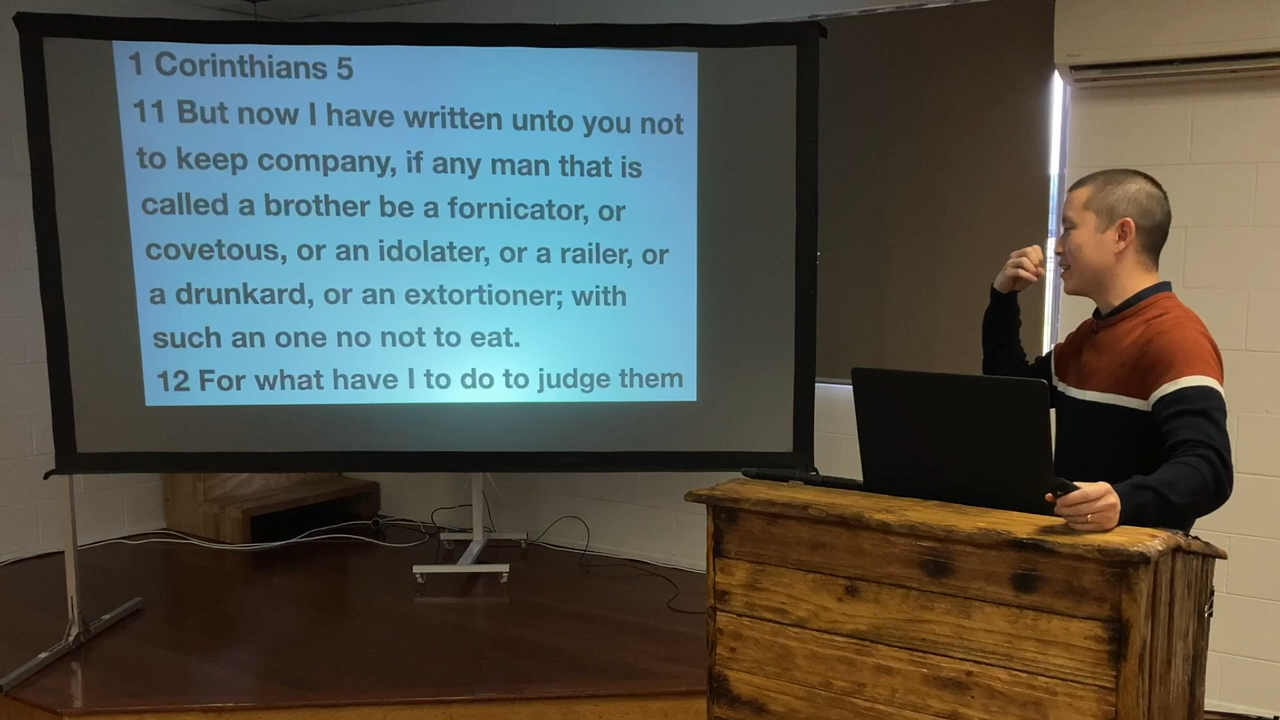 1 Corinthians 5
11 But now I have written unto you not
to keep company, if any man that is
called a brother be a fornicator, or
covetous, or an idolater, or a railer, or
a drunkard, or an extortioner; with
such an one no not to eat.
12 For what have I to do to judge them